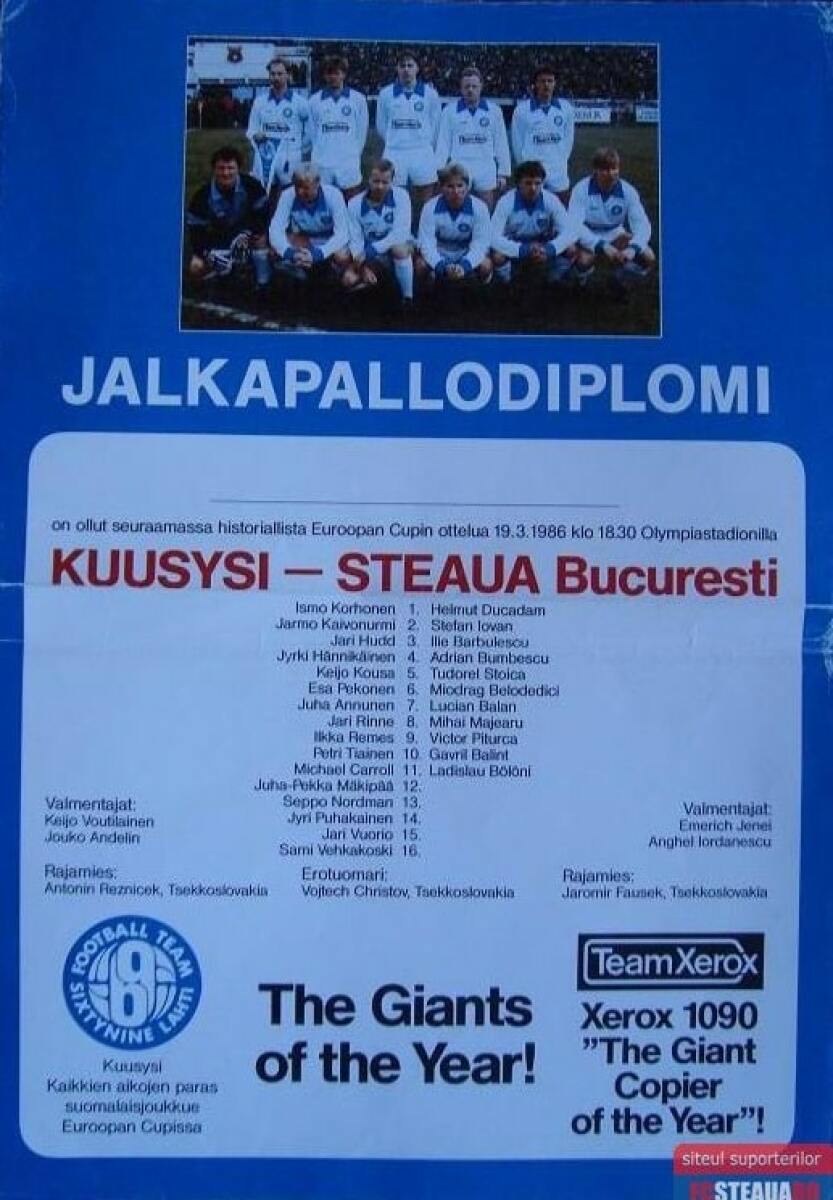 JALKAPALLODIPLOMI
on ollut seuraamassa historiallista Euroopan Cupin ottelua 19.3.1986 klo 18.30 Olympiastadionilla
KUUSYSI – STEAUA Bucuresti
Ismo Korhonen 1. Helmut Ducadam
Jarmo Kaivonurmi 2. Stefan Iovan
Jari Hudd 3. Ilie Barbulescu
Jyrki Hännikäinen 4. Adrian Bumbescu
Keijo Kousa 5. Tudorel Stoica
Esa Pekonen 6. Miodrag Belodedici
Juha Annunen 7. Lucian Balan
Jari Rinne 8. Mihai Majearu
Ilkka Remes 9. Victor Piturca
Petri Tiainen 10. Gavril Balint
Michael Carroll 11. Ladislau Bölöni
Juha-Pekka Mäkipää 12.
Seppo Nordman 13.
Jyri Puhakainen 14.
Jari Vuorio 15.
Sami Vehkakoski 16.
Valmentajat:
Keijo Voutilainen
Jouko Andelin
Valmentajat:
Emerich Jenei
Anghel Iordanescu
Rajamies:
Antonin Reznicek, Tsekkoslovakia
Erotuomari:
Vojtech Christov, Tsekkoslovakia
Rajamies:
Jaromir Fausek, Tsekkoslovakia
FOOTBALL TEAM
69
SIXTYNINE LAHTI
Kuusysi
Kaikkien aikojen paras
suomalaisjoukkue
Euroopan Cupissa
The Giants
of the Year!
Team Xerox
Xerox 1090
"The Giant
Copier
of the Year"!
siteul suporterilor
FCSTEAUA.RO